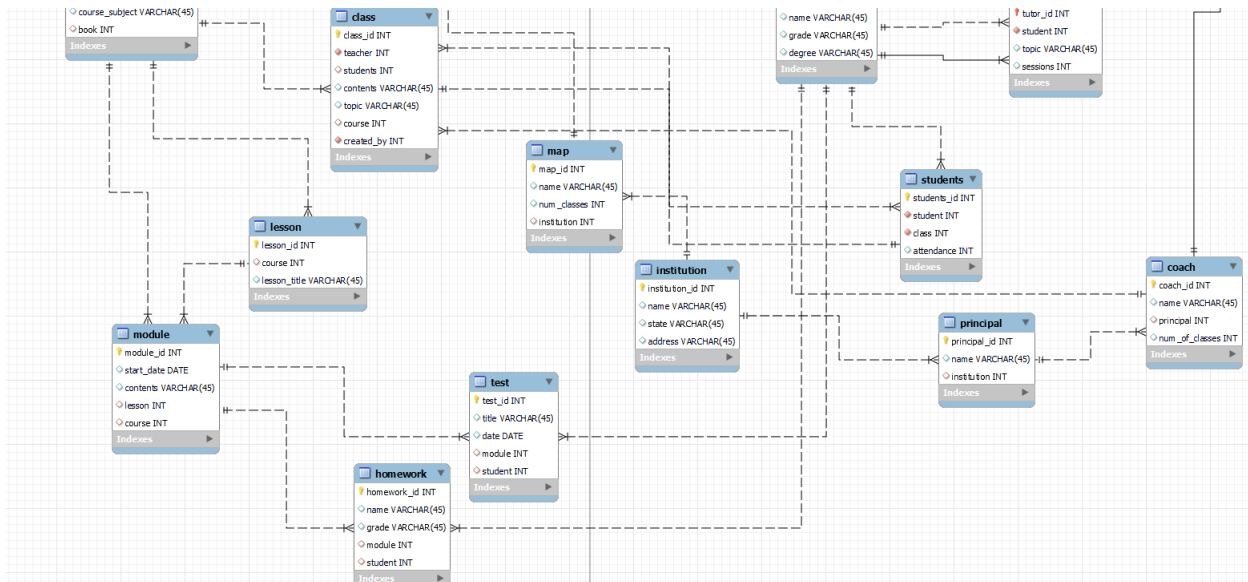 course_subject VARCHAR(45)
book INT
Indexes
class
class_id INT
teacher INT
students INT
contents VARCHAR(45)
topic VARCHAR(45)
course INT
created_by INT
Indexes
name VARCHAR(45)
grade VARCHAR(45)
degree VARCHAR(45)
Indexes
tutor_id INT
student INT
topic VARCHAR(45)
sessions INT
Indexes
map
map_id INT
name VARCHAR(45)
num_classes INT
institution INT
Indexes
students
students_id INT
student INT
class INT
attendance INT
Indexes
lesson
lesson_id INT
course INT
lesson_title VARCHAR(45)
Indexes
institution
institution_id INT
name VARCHAR(45)
state VARCHAR(45)
address VARCHAR(45)
Indexes
coach
coach_id INT
name VARCHAR(45)
principal INT
num_of_classes INT
Indexes
module
module_id INT
start_date DATE
contents VARCHAR(45)
lesson INT
course INT
Indexes
principal
principal_id INT
name VARCHAR(45)
institution INT
Indexes
test
test_id INT
title VARCHAR(45)
date DATE
module INT
student INT
Indexes
homework
homework_id INT
name VARCHAR(45)
grade VARCHAR(45)
module INT
student INT
Indexes